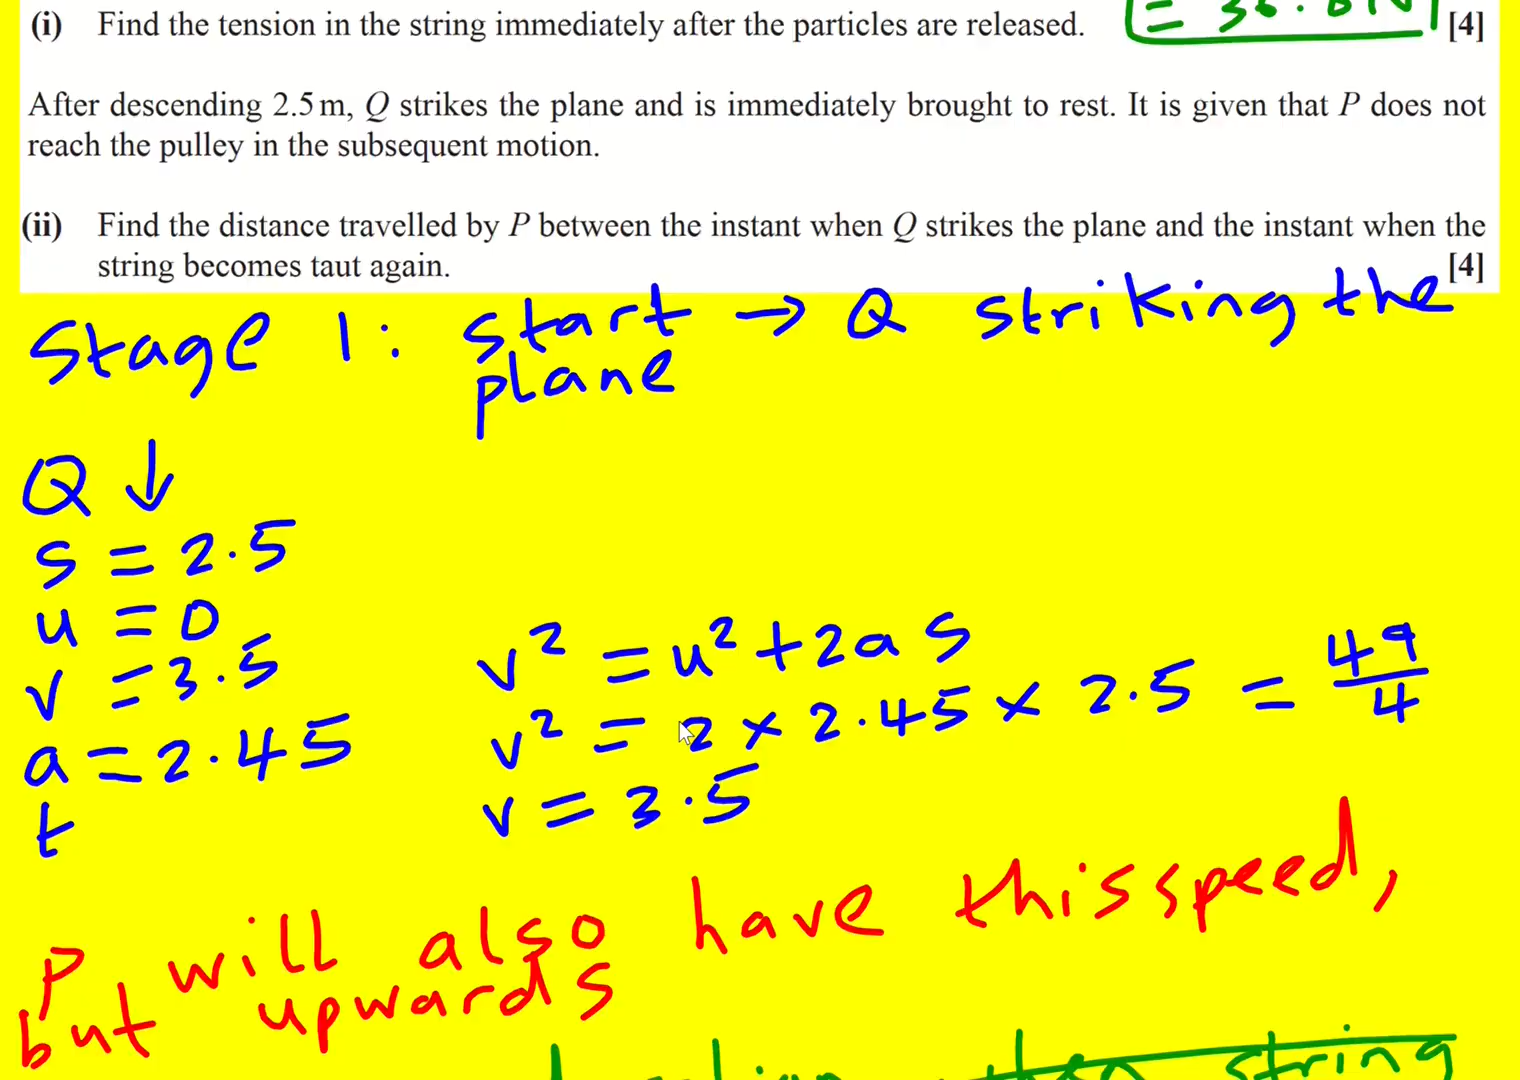 (i) Find the tension in the string immediately after the particles are released. [4]
After descending 2.5 m, Q strikes the plane and is immediately brought to rest. It is given that P does not
reach the pulley in the subsequent motion.
(ii) Find the distance travelled by P between the instant when Q strikes the plane and the instant when the
string becomes taut again. [4]
Stage 1: start → Q striking the
plane
Q ↓
s = 2.5
u = 0
v = 3.5
a = 2.45
t
v² = u² + 2as
v² = 2 × 2.45 × 2.5 = 49/4
v = 3.5
P will also have this speed,
but upwards
string